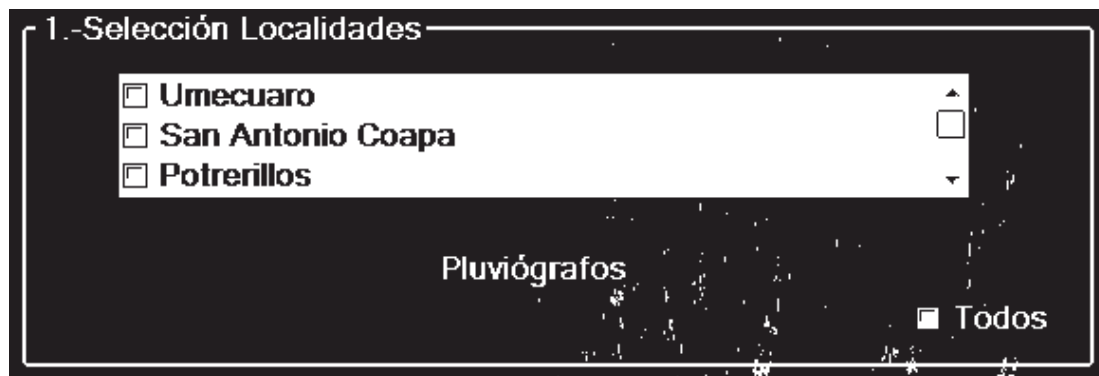 1.-Selección Localidades
Umecuaro
San Antonio Coapa
Potrerillos
Pluviógrafos
Todos